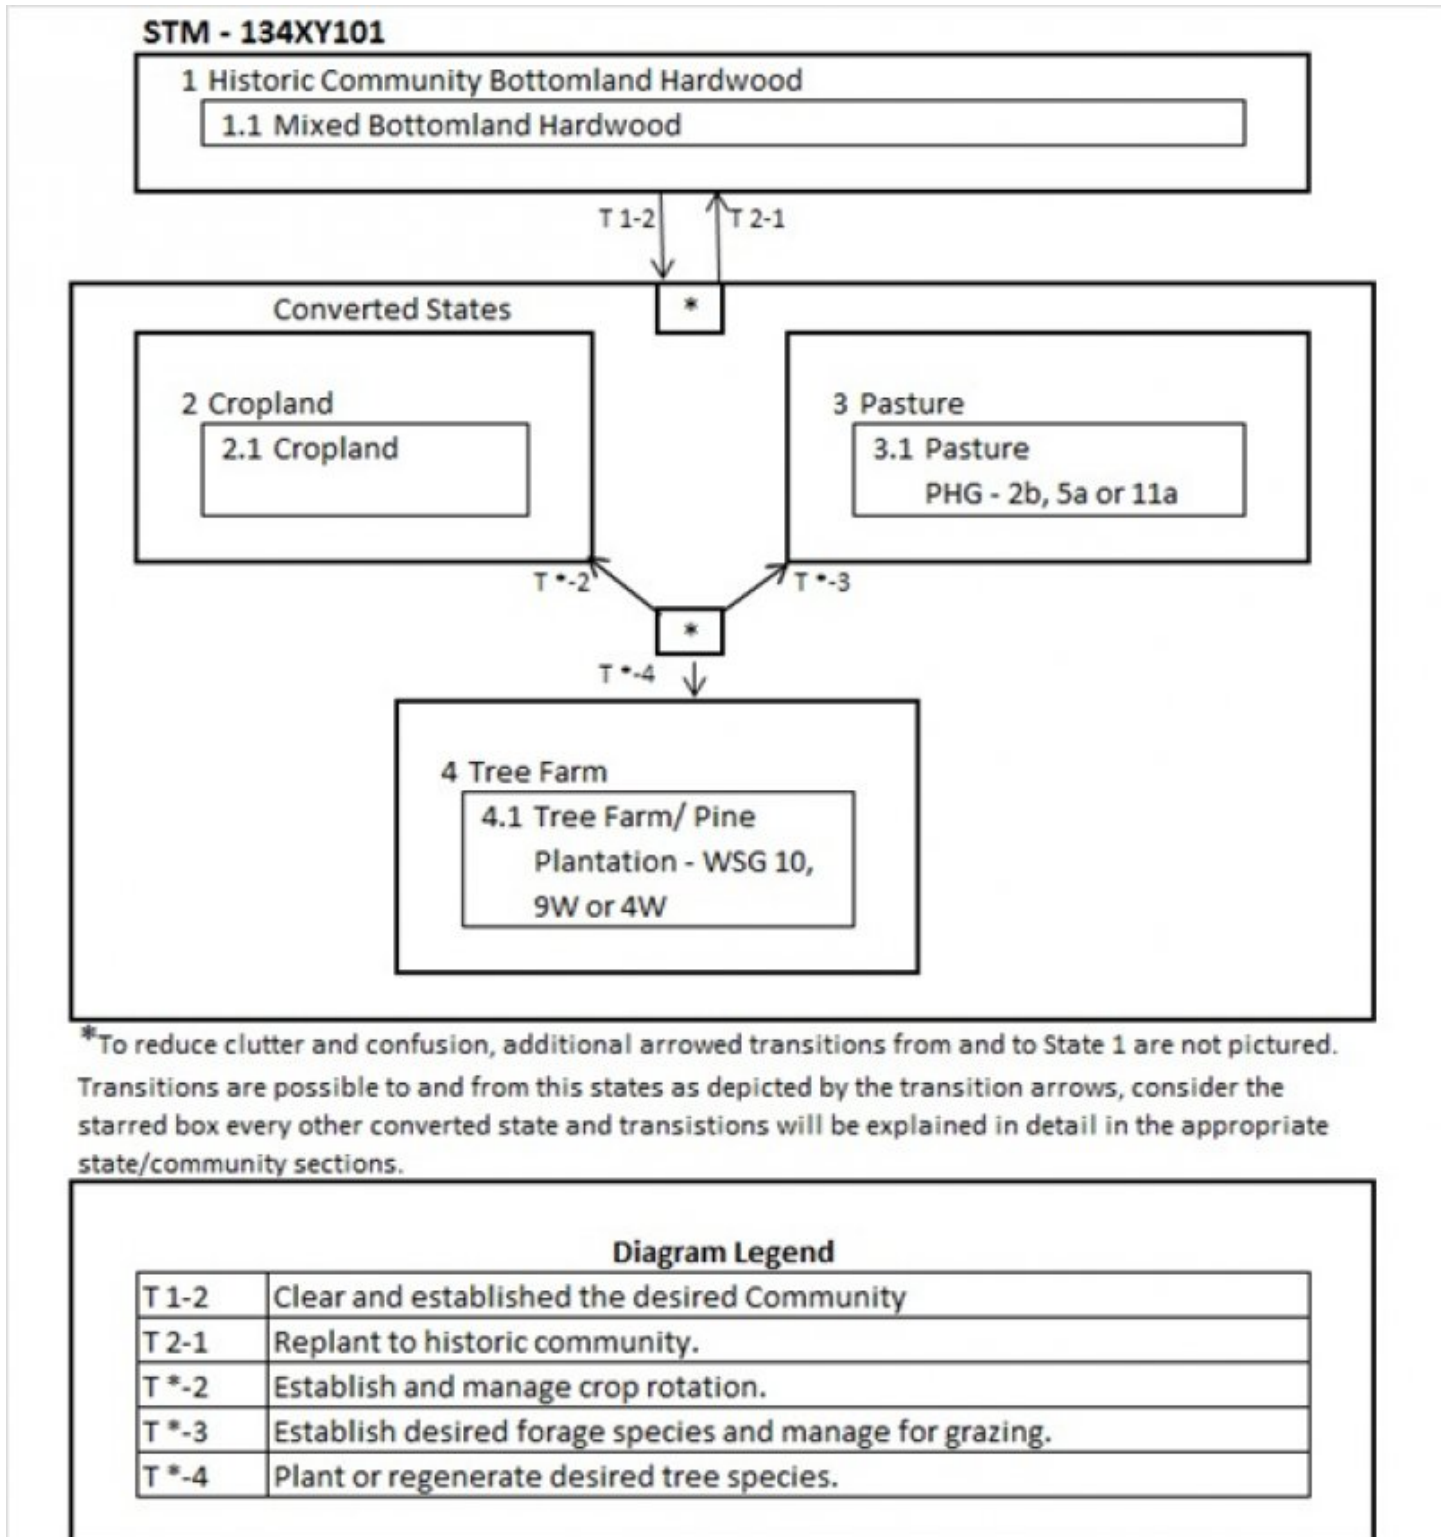 STM - 134XY101
1 Historic Community Bottomland Hardwood
1.1 Mixed Bottomland Hardwood
T 1-2
T 2-1
Converted States
*
2 Cropland
2.1 Cropland
3 Pasture
3.1 Pasture
PHG - 2b, 5a or 11a
T *-2
T *-3
*
T *-4
4 Tree Farm
4.1 Tree Farm/ Pine
Plantation - WSG 10,
9W or 4W
*To reduce clutter and confusion, additional arrowed transitions from and to State 1 are not pictured.
Transitions are possible to and from this states as depicted by the transition arrows, consider the
starred box every other converted state and transistions will be explained in detail in the appropriate
state/community sections.
Diagram Legend
T 1-2 Clear and established the desired Community
T 2-1 Replant to historic community.
T *-2 Establish and manage crop rotation.
T *-3 Establish desired forage species and manage for grazing.
T *-4 Plant or regenerate desired tree species.